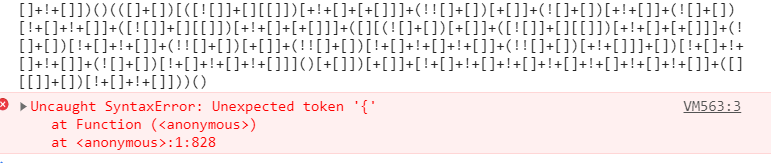 []+!+[]])()(([]+[])[([![]]+[][[]])[+!+[]+[+[]]]+(!![]+[])[+[]]+(![]+[])[+!+[]]+(![]+[])
[!+[]+!+[]]+([![]]+[][[]])[+!+[]+[+[]]]+([][(![]+[])[+[]]+([![]]+[][[]])[+!+[]+[+[]]]+(!
[]+[])[!+[]+!+[]]+(!![]+[])[+[]]+(!![]+[])[!+[]+!+[]+!+[]]+(!![]+[])[+!+[]]]+[])[!+[]+!+
[]+!+[]]+(![]+[])[!+[]+!+[]+!+[]]]()[+[]])[+[]]+[!+[]+!+[]+!+[]+!+[]+!+[]+!+[]+!+[]]+([]
[[]]+[])[!+[]+!+[]]))()
Uncaught SyntaxError: Unexpected token '{' VM563:3
at Function (<anonymous>)
at <anonymous>:1:828